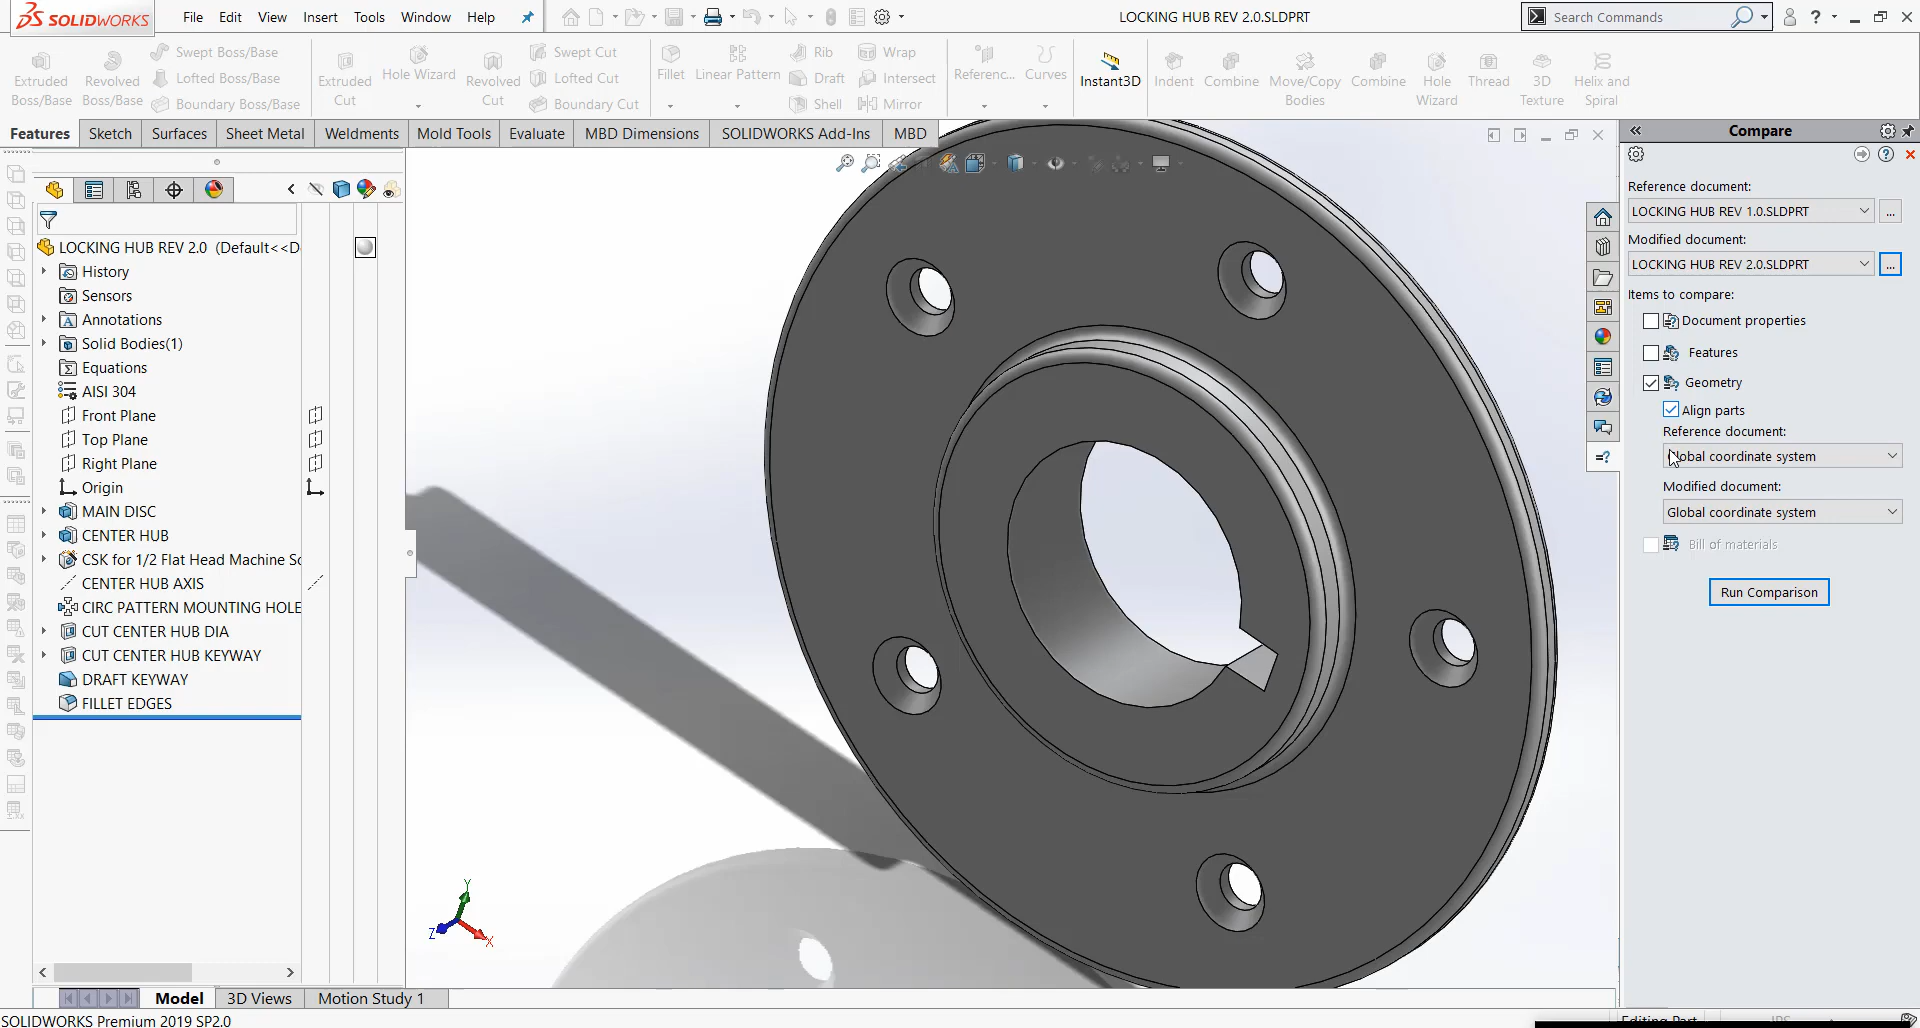 SOLIDWORKS
File Edit View Insert Tools Window Help
LOCKING HUB REV 2.0.SLDPRT
Search Commands
Extruded Boss/Base
Revolved Boss/Base
Swept Boss/Base
Lofted Boss/Base
Boundary Boss/Base
Extruded Cut
Hole Wizard
Revolved Cut
Swept Cut
Lofted Cut
Boundary Cut
Fillet
Linear Pattern
Rib
Draft
Shell
Wrap
Intersect
Mirror
Referenc...
Curves
Instant3D
Indent
Combine
Move/Copy Bodies
Combine
Hole Wizard
Thread
3D Texture
Helix and Spiral
Features Sketch Surfaces Sheet Metal Weldments Mold Tools Evaluate MBD Dimensions SOLIDWORKS Add-Ins MBD
LOCKING HUB REV 2.0 (Default<<D
History
Sensors
Annotations
Solid Bodies(1)
Equations
AISI 304
Front Plane
Top Plane
Right Plane
Origin
MAIN DISC
CENTER HUB
CSK for 1/2 Flat Head Machine Sc
CENTER HUB AXIS
CIRC PATTERN MOUNTING HOLE
CUT CENTER HUB DIA
CUT CENTER HUB KEYWAY
DRAFT KEYWAY
FILLET EDGES
Y
Z
X
Compare
Reference document:
LOCKING HUB REV 1.0.SLDPRT
...
Modified document:
LOCKING HUB REV 2.0.SLDPRT
...
Items to compare:
Document properties
Features
Geometry
Align parts
Reference document:
lobal coordinate system
Modified document:
Global coordinate system
Bill of materials
Run Comparison
Model 3D Views Motion Study 1
SOLIDWORKS Premium 2019 SP2.0
Editing Part